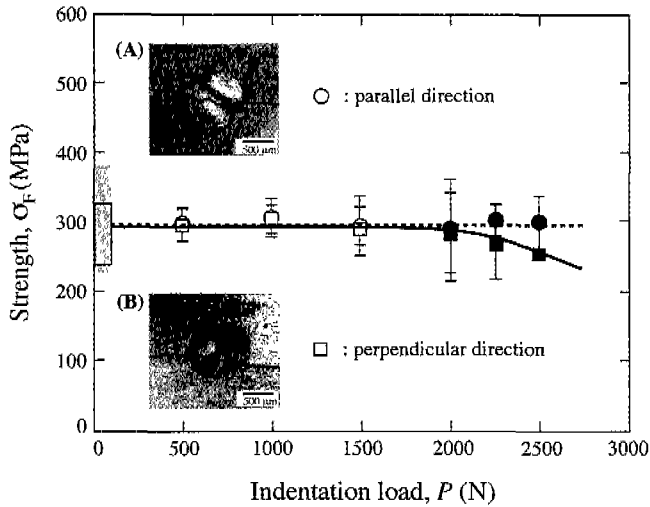 600
(A)
500 μm
: parallel direction
500
400
Strength, σF (MPa)
300
200
(B)
500 μm
: perpendicular direction
100
0
0 500 1000 1500 2000 2500 3000
Indentation load, P (N)